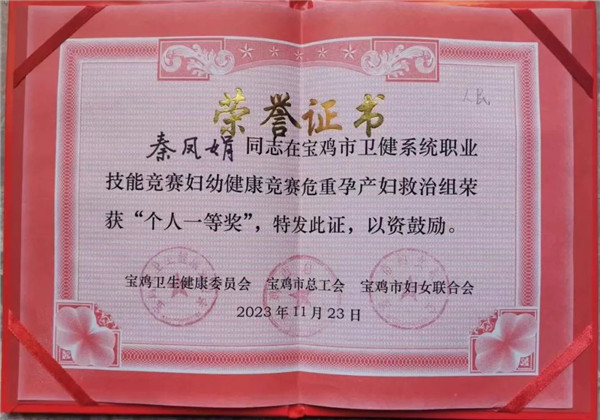 荣誉证书
秦凤娟同志在宝鸡市卫健系统职业
技能竞赛妇幼健康竞赛危重孕产妇救治组荣
获“个人一等奖”，特发此证，以资鼓励。
宝鸡卫生健康委员会 宝鸡市总工会 宝鸡市妇女联合会
2023年11月23日